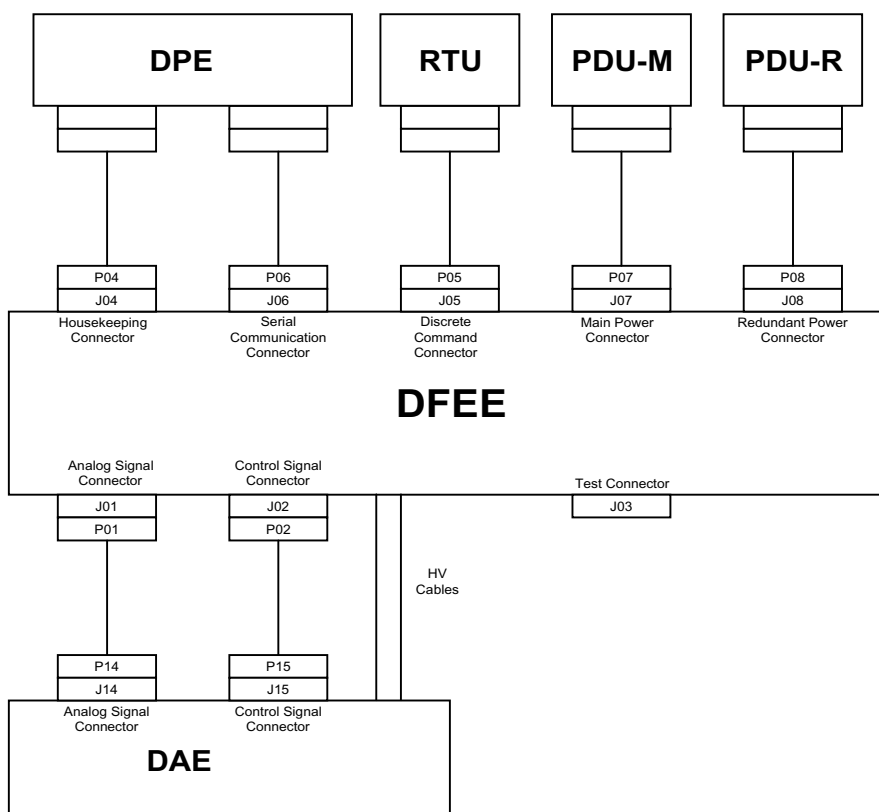 DPE
RTU
PDU-M
PDU-R
P04
P06
P05
P07
P08
J04
J06
J05
J07
J08
Housekeeping
Connector
Serial
Communication
Connector
Discrete
Command
Connector
Main Power
Connector
Redundant Power
Connector
DFEE
Analog Signal
Connector
Control Signal
Connector
Test Connector
J01
J02
J03
P01
P02
HV
Cables
P14
P15
J14
J15
Analog Signal
Connector
Control Signal
Connector
DAE